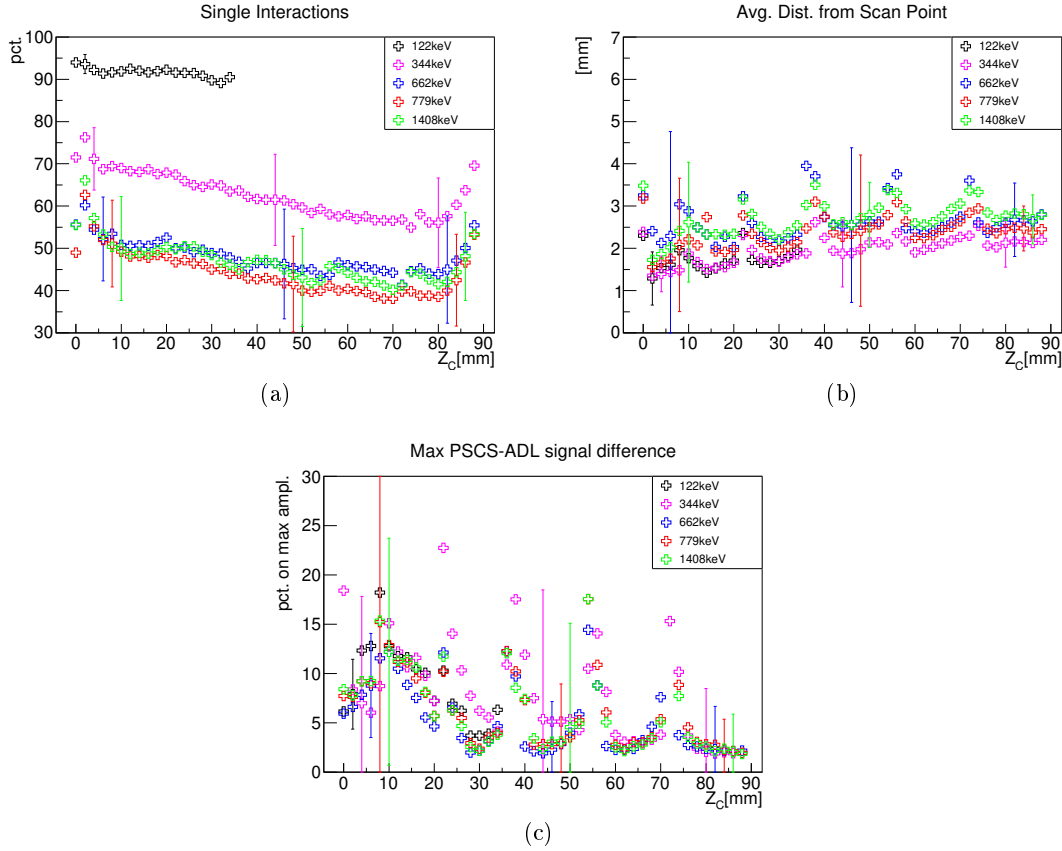 Single Interactions
pct.
100
90
80
70
60
50
40
30
0 10 20 30 40 50 60 70 80 90
Z_C[mm]
122keV
344keV
662keV
779keV
1408keV
(a)
Avg. Dist. from Scan Point
[mm]
7
6
5
4
3
2
1
0
0 10 20 30 40 50 60 70 80 90
Z_C[mm]
122keV
344keV
662keV
779keV
1408keV
(b)
Max PSCS-ADL signal difference
pct. on max ampl.
30
25
20
15
10
5
0
0 10 20 30 40 50 60 70 80 90
Z_C[mm]
122keV
344keV
662keV
779keV
1408keV
(c)